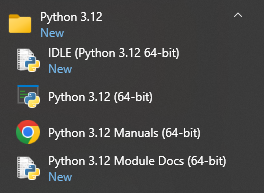 Python 3.12
New
IDLE (Python 3.12 64-bit)
New
Python 3.12 (64-bit)
Python 3.12 Manuals (64-bit)
Python 3.12 Module Docs (64-bit)
New